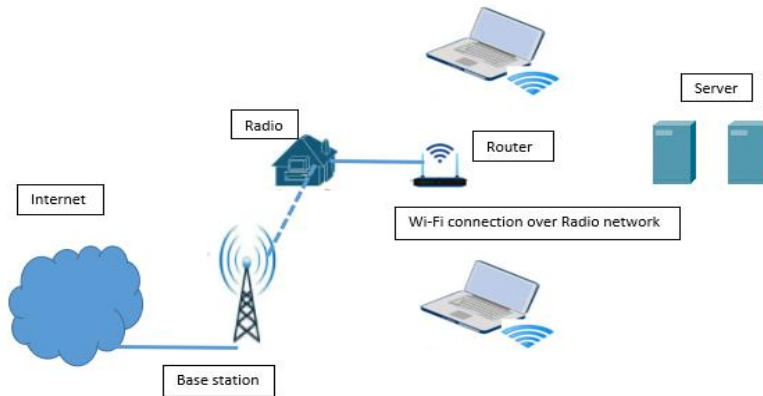 Server
Radio
Router
Internet
Wi-Fi connection over Radio network
Base station